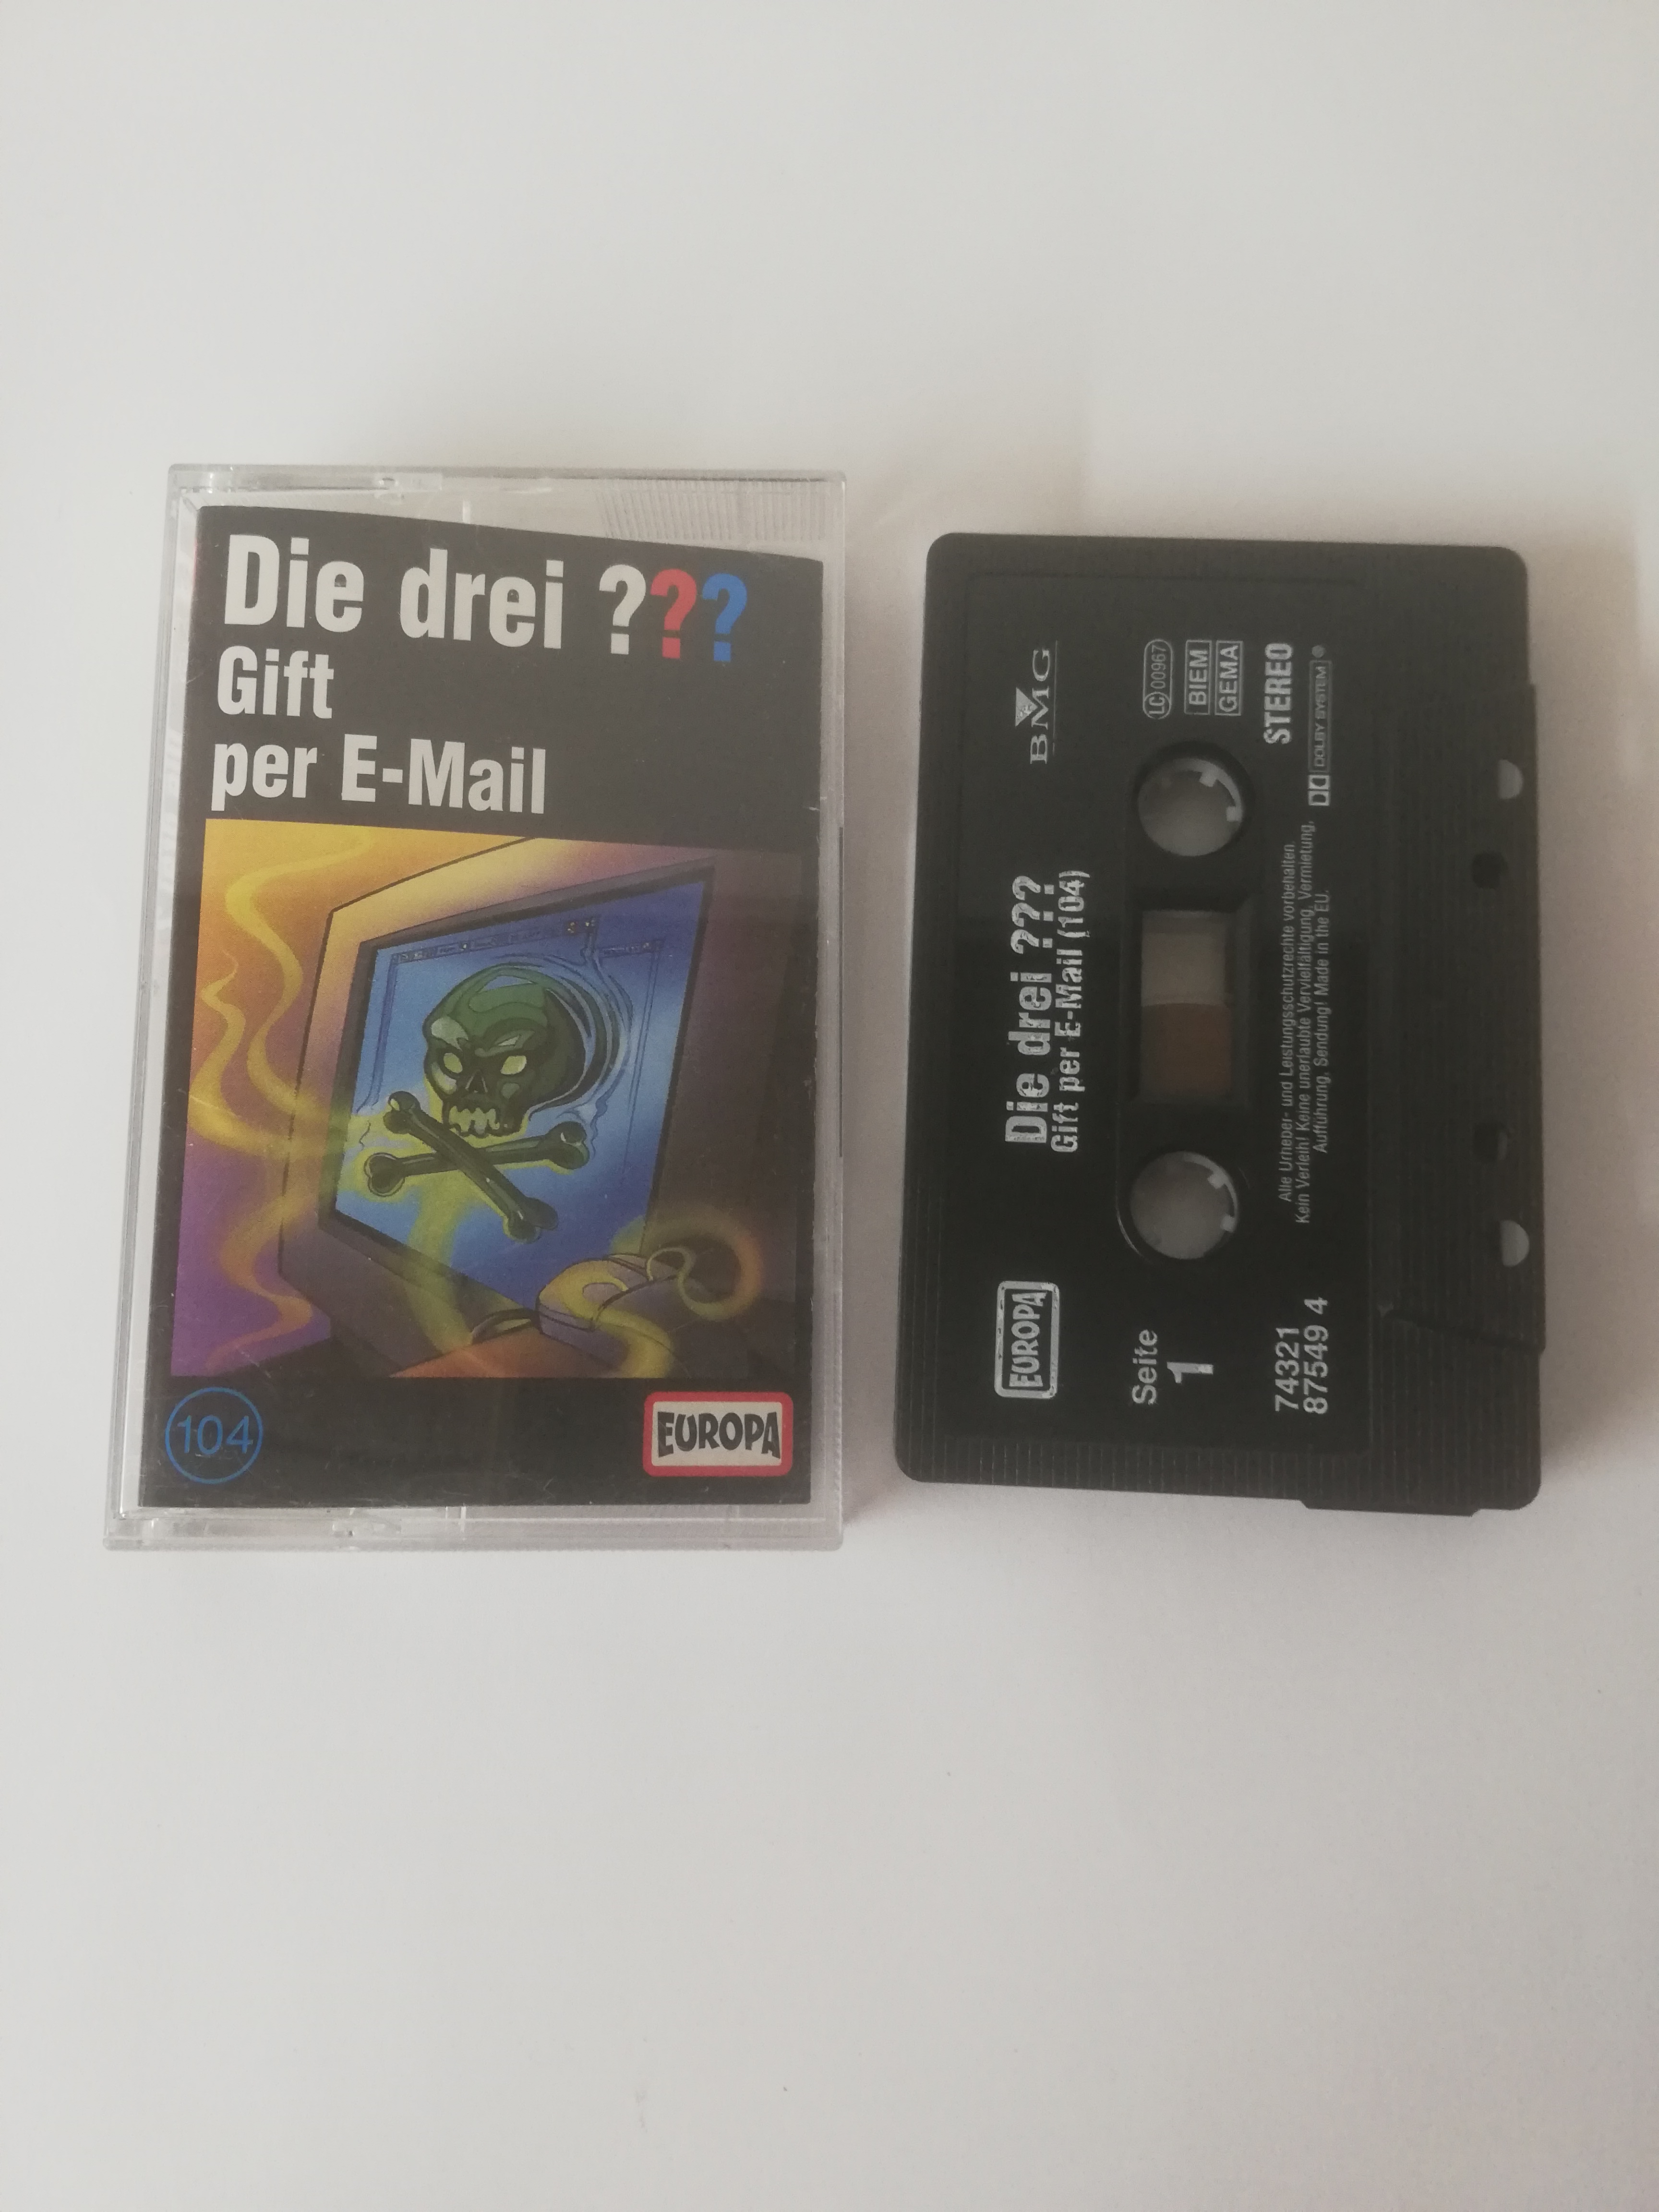 Die drei ???
Gift
per E-Mail
104
EUROPA
BMG
Die drei ???
Gift per E-Mail (104)
EUROPA
Seite
1
LC 00967
BIEM
GEMA
STEREO
DOLBY SYSTEM
Alle Urheber- und Leistungsschutzrechte vorbehalten.
Kein Verleih! Keine unerlaubte Vervielfältigung, Vermietung,
Aufführung, Sendung! Made in the EU.
74321
87549 4